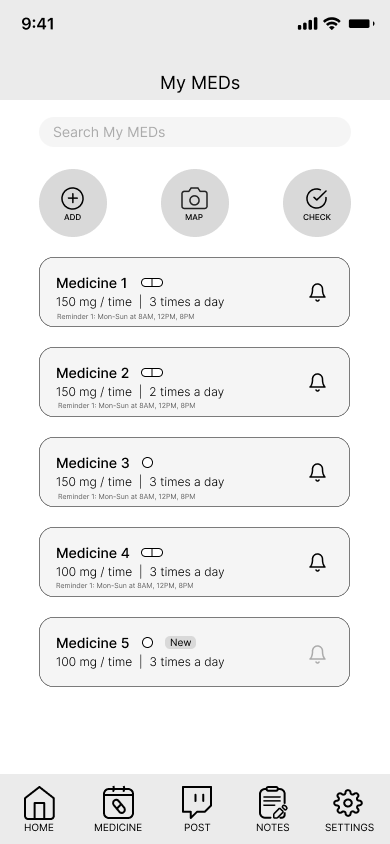 9:41
My MEDs
Search My MEDs
ADD
MAP
CHECK
Medicine 1
150 mg / time | 3 times a day
Reminder 1: Mon-Sun at 8AM, 12PM, 8PM
Medicine 2
150 mg / time | 2 times a day
Reminder 1: Mon-Sun at 8AM, 12PM, 8PM
Medicine 3
150 mg / time | 3 times a day
Reminder 1: Mon-Sun at 8AM, 12PM, 8PM
Medicine 4
100 mg / time | 3 times a day
Reminder 1: Mon-Sun at 8AM, 12PM, 8PM
Medicine 5 New
100 mg / time | 3 times a day
HOME
MEDICINE
POST
NOTES
SETTINGS